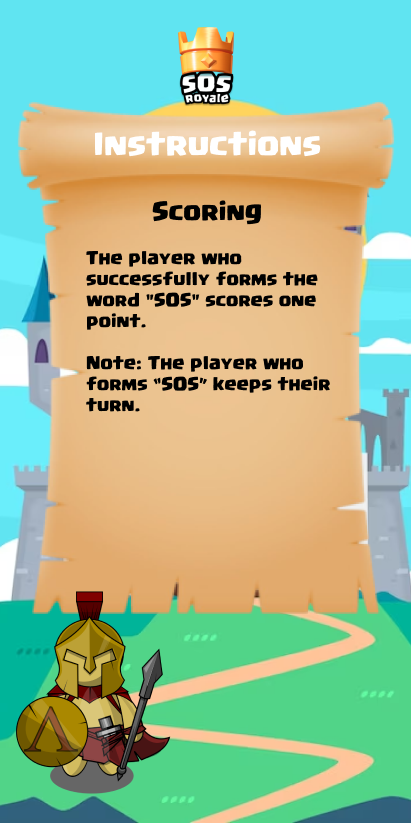 SOS
Royale
Instructions
Scoring
The player who
successfully forms the
word "SOS" scores one
point.
Note: The player who
forms "SOS" keeps their
turn.
Λ